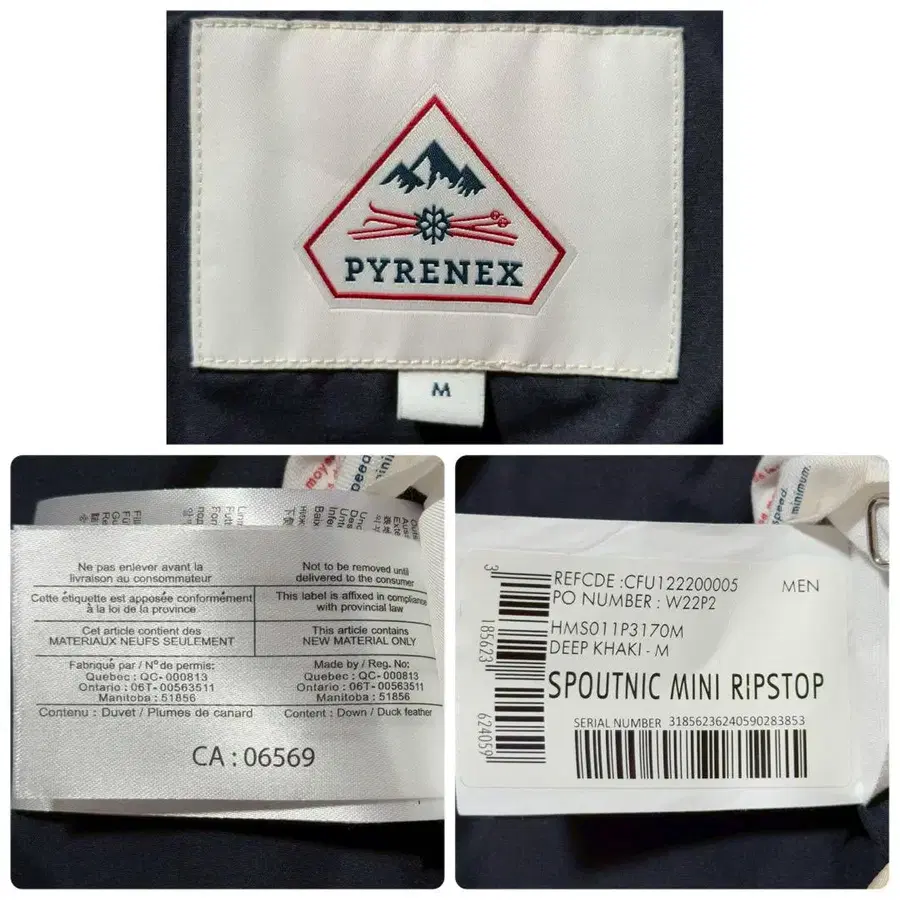 PYRENEX
M
Ne pas enlever avant la
livraison au consommateur
Not to be removed until
delivered to the consumer
Cette étiquette est apposée conformément
à la loi de la province
This label is affixed in compliance
with provincial law
Cet article contient des
MATERIAUX NEUFS SEULEMENT
This article contains
NEW MATERIAL ONLY
Fabriqué par / N° de permis:
Quebec : QC-000813
Ontario : 06T-00563511
Manitoba : 51856
Made by / Reg. No:
Quebec : QC-000813
Ontario : 06T-00563511
Manitoba : 51856
Contenu : Duvet / Plumes de canard
Content : Down / Duck feather
CA : 06569
speed
minimum.
REFCDE :CFU122200005
MEN
PO NUMBER : W22P2
HMS011P3170M
DEEP KHAKI - M
SPOUTNIC MINI RIPSTOP
SERIAL NUMBER 31856236240590283853
3 185623 624059